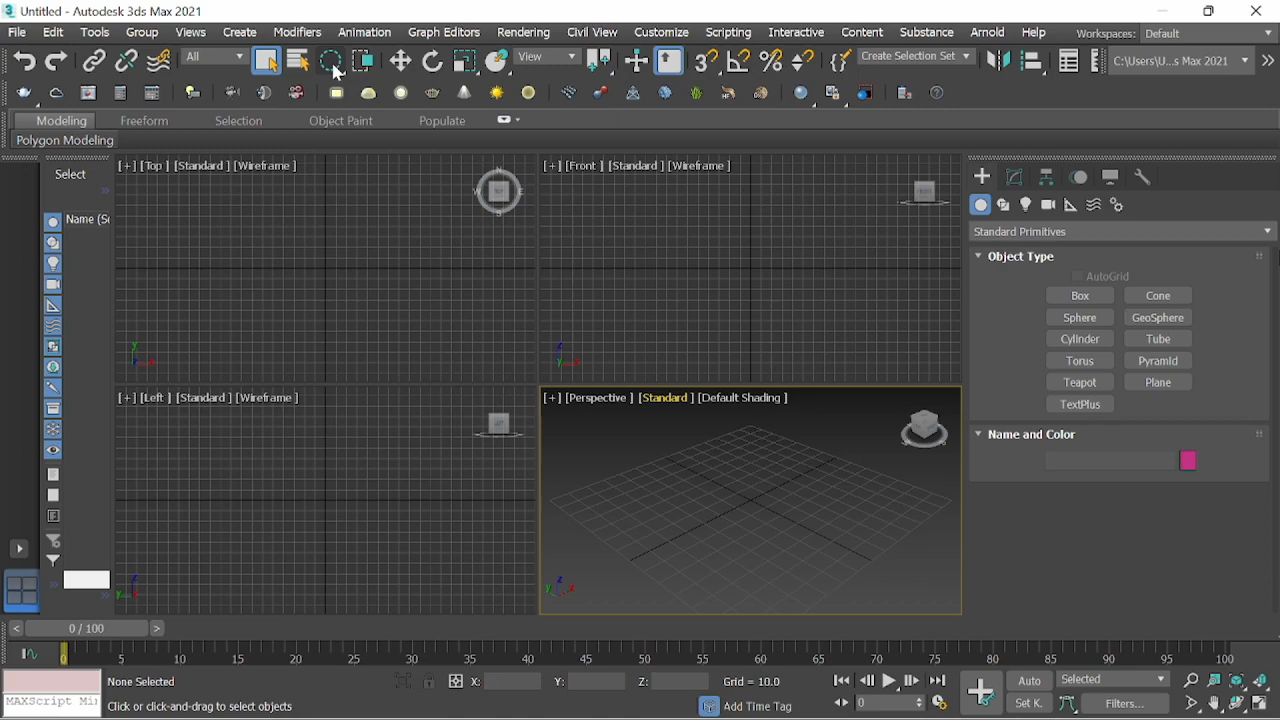 Untitled - Autodesk 3ds Max 2021
File Edit Tools Group Views Create Modifiers Animation Graph Editors Rendering Civil View Customize Scripting Interactive Content Substance Arnold Help Workspaces: Default
All View Create Selection Set C:\Users\U...s Max 2021
Modeling Freeform Selection Object Paint Populate
Polygon Modeling
Select
Name (So
[+] [Top ] [Standard ] [Wireframe ]
[+] [Front ] [Standard ] [Wireframe ]
[+] [Left ] [Standard ] [Wireframe ]
[+] [Perspective ] [Standard ] [Default Shading ]
Standard Primitives
Object Type
AutoGrid
Box Cone
Sphere GeoSphere
Cylinder Tube
Torus Pyramid
Teapot Plane
TextPlus
Name and Color
< 0 / 100 >
0 5 10 15 20 25 30 35 40 45 50 55 60 65 70 75 80 85 90 95 100
None Selected X: Y: Z: Grid = 10.0 Auto Selected
MAXScript Mi Click or click-and-drag to select objects Add Time Tag 0 Set K. Filters...